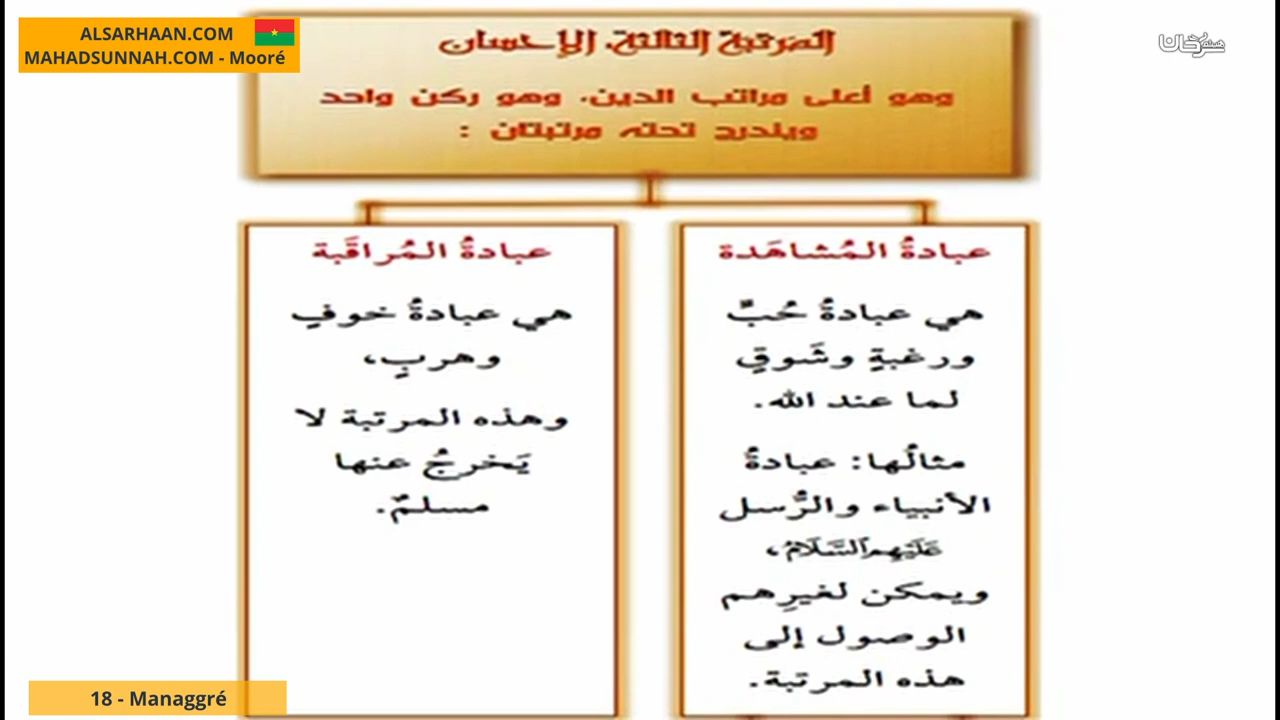 ALSARHAAN.COM
MAHADSUNNAH.COM - Mooré
المرتبة الثالثة، الإحسان
وهو أعلى مراتب الدين، وهو ركن واحد
ويندرج تحته مرتبتان :
عبادةُ المُشاهَدة
هي عبادةُ حُبٍّ
ورغبةٍ وشَوقٍ
لما عند الله.
مثالُها: عبادةُ
الأنبياء والرُّسل
عَلَيْهِمُ السَّلَامُ،
ويمكن لغيرِهم
الوصول إلى
هذه المرتبة.
عبادةُ المُراقَبة
هي عبادةُ خوفٍ
وهربٍ،
وهذه المرتبة لا
يَخرجُ عنها
مسلمٌ.
18 - Managgré